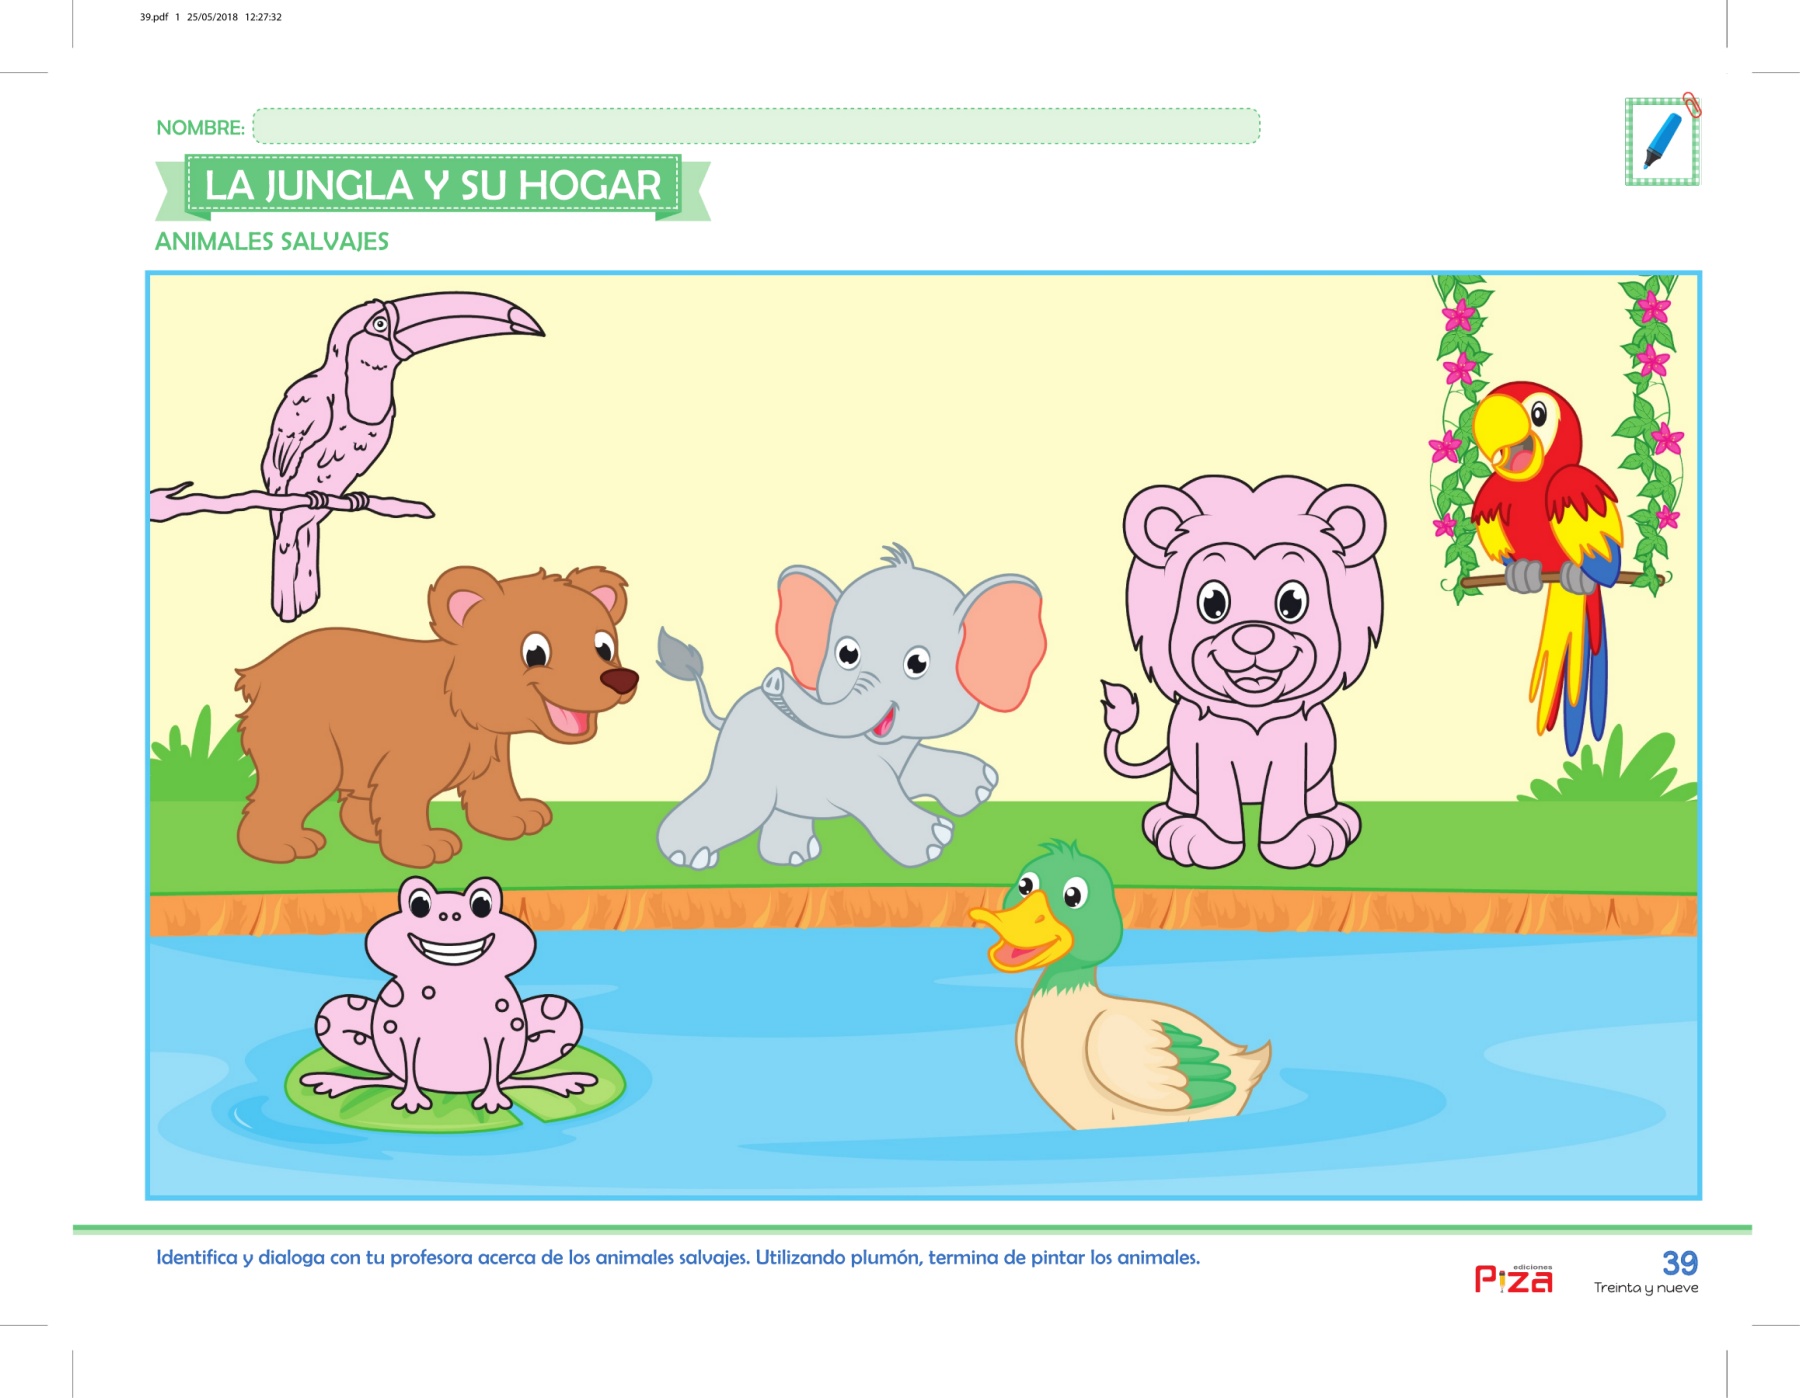 39.pdf 1 25/05/2018 12:27:32
NOMBRE:
LA JUNGLA Y SU HOGAR
ANIMALES SALVAJES
Identifica y dialoga con tu profesora acerca de los animales salvajes. Utilizando plumón, termina de pintar los animales.
ediciones
Piza
39
Treinta y nueve